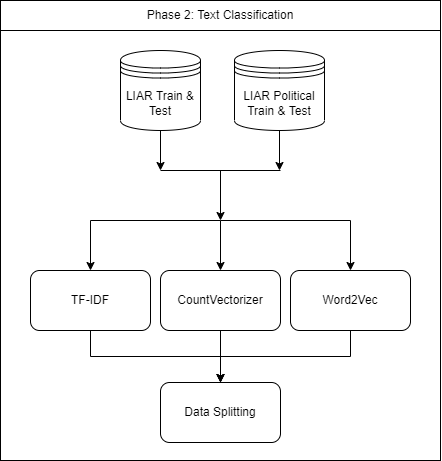 Phase 2: Text Classification
LIAR Train &
Test
LIAR Political
Train & Test
TF-IDF
CountVectorizer
Word2Vec
Data Splitting